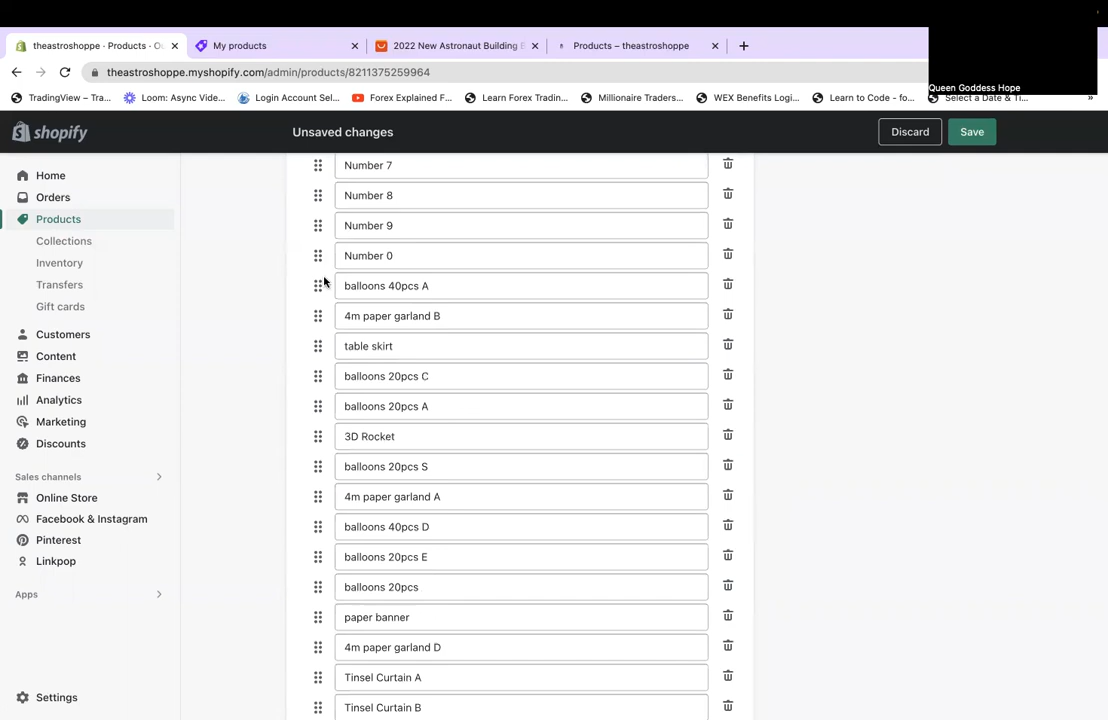 theastroshoppe · Products · O
My products
2022 New Astronaut Building E
Products – theastroshoppe
theastroshoppe.myshopify.com/admin/products/8211375259964
Queen Goddess Hope
TradingView – Tra...
Loom: Async Vide...
Login Account Sel...
Forex Explained F...
Learn Forex Tradin...
Millionaire Traders...
WEX Benefits Logi...
Learn to Code - fo...
Select a Date & Ti...
»
shopify
Unsaved changes
Discard
Save
Home
Orders
Products
Collections
Inventory
Transfers
Gift cards
Customers
Content
Finances
Analytics
Marketing
Discounts
Sales channels
Online Store
Facebook & Instagram
Pinterest
Linkpop
Apps
Settings
Number 7
Number 8
Number 9
Number 0
balloons 40pcs A
4m paper garland B
table skirt
balloons 20pcs C
balloons 20pcs A
3D Rocket
balloons 20pcs S
4m paper garland A
balloons 40pcs D
balloons 20pcs E
balloons 20pcs
paper banner
4m paper garland D
Tinsel Curtain A
Tinsel Curtain B